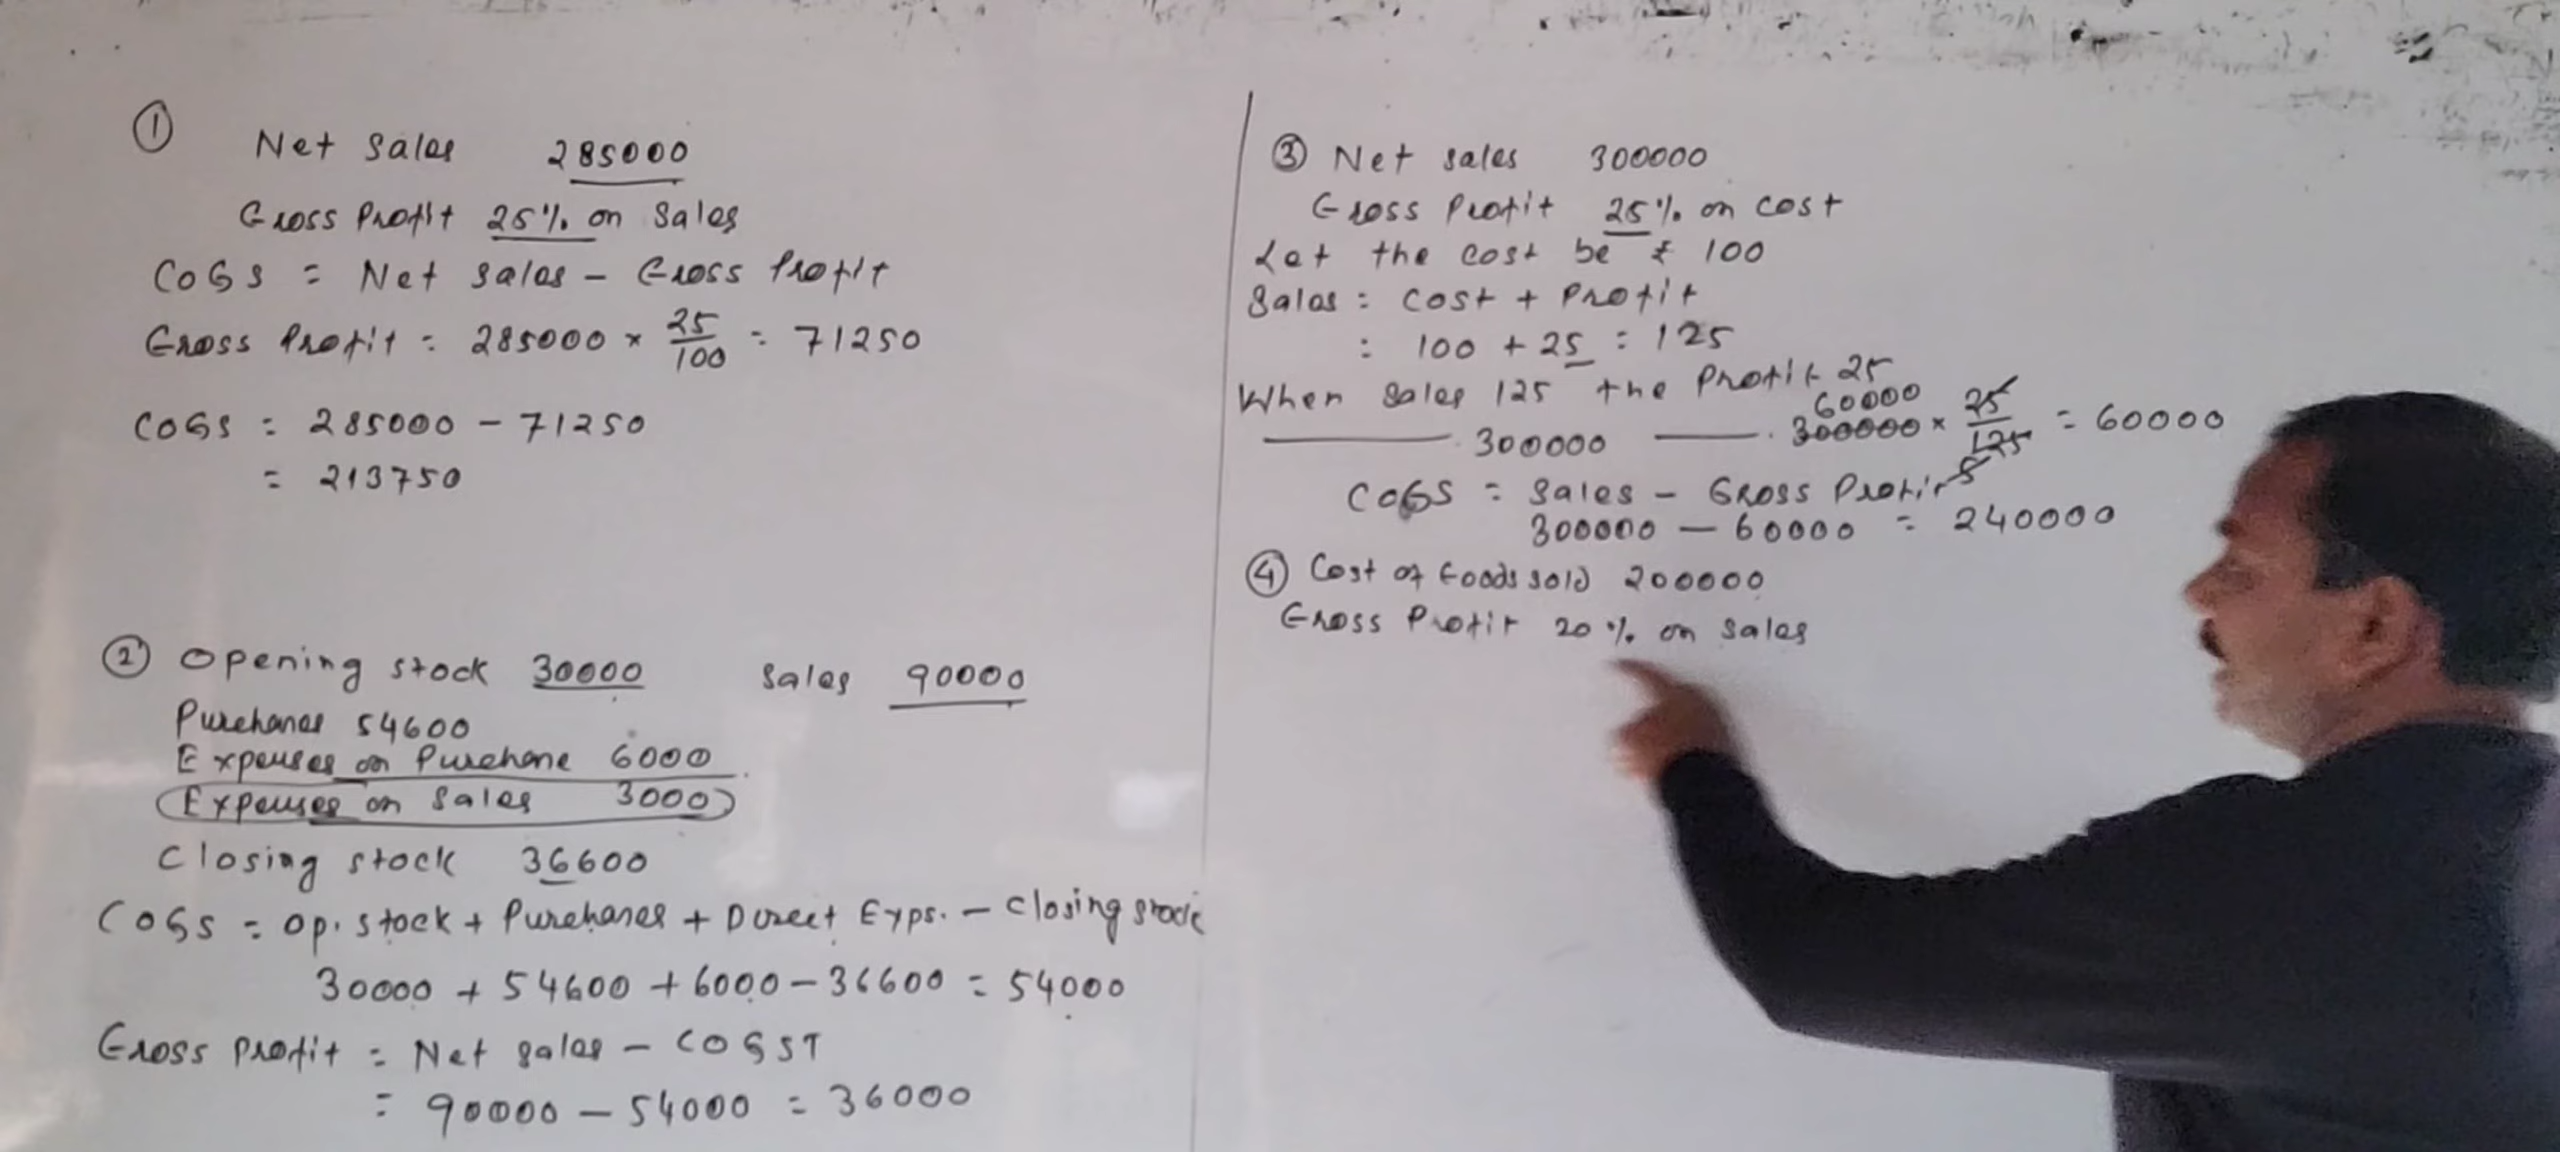 ①
Net Sales 285000
Gross Profit 25% on Sales
COGS = Net sales - Gross Profit
Gross Profit = 285000 × 25/100 = 71250
COGS = 285000 - 71250
= 213750
② Opening stock 30000 Sales 90000
Purchases 54600
Expenses on Purchase 6000
Expenses on Sales 3000
Closing stock 36600
COGS = Op. stock + Purchases + Direct Exps. - Closing stock
30000 + 54600 + 6000 - 36600 = 54000
Gross Profit = Net sales - COGST
= 90000 - 54000 = 36000
③ Net sales 300000
Gross Profit 25% on cost
Let the cost be ₹ 100
Sales = Cost + Profit
= 100 + 25 = 125
When Sales 125 the Profit 25
60000
300000 300000 × 25/125 = 60000
5
COGS = Sales - Gross Profit
300000 - 60000 = 240000
④ Cost of Goods sold 200000
Gross Profit 20% on Sales